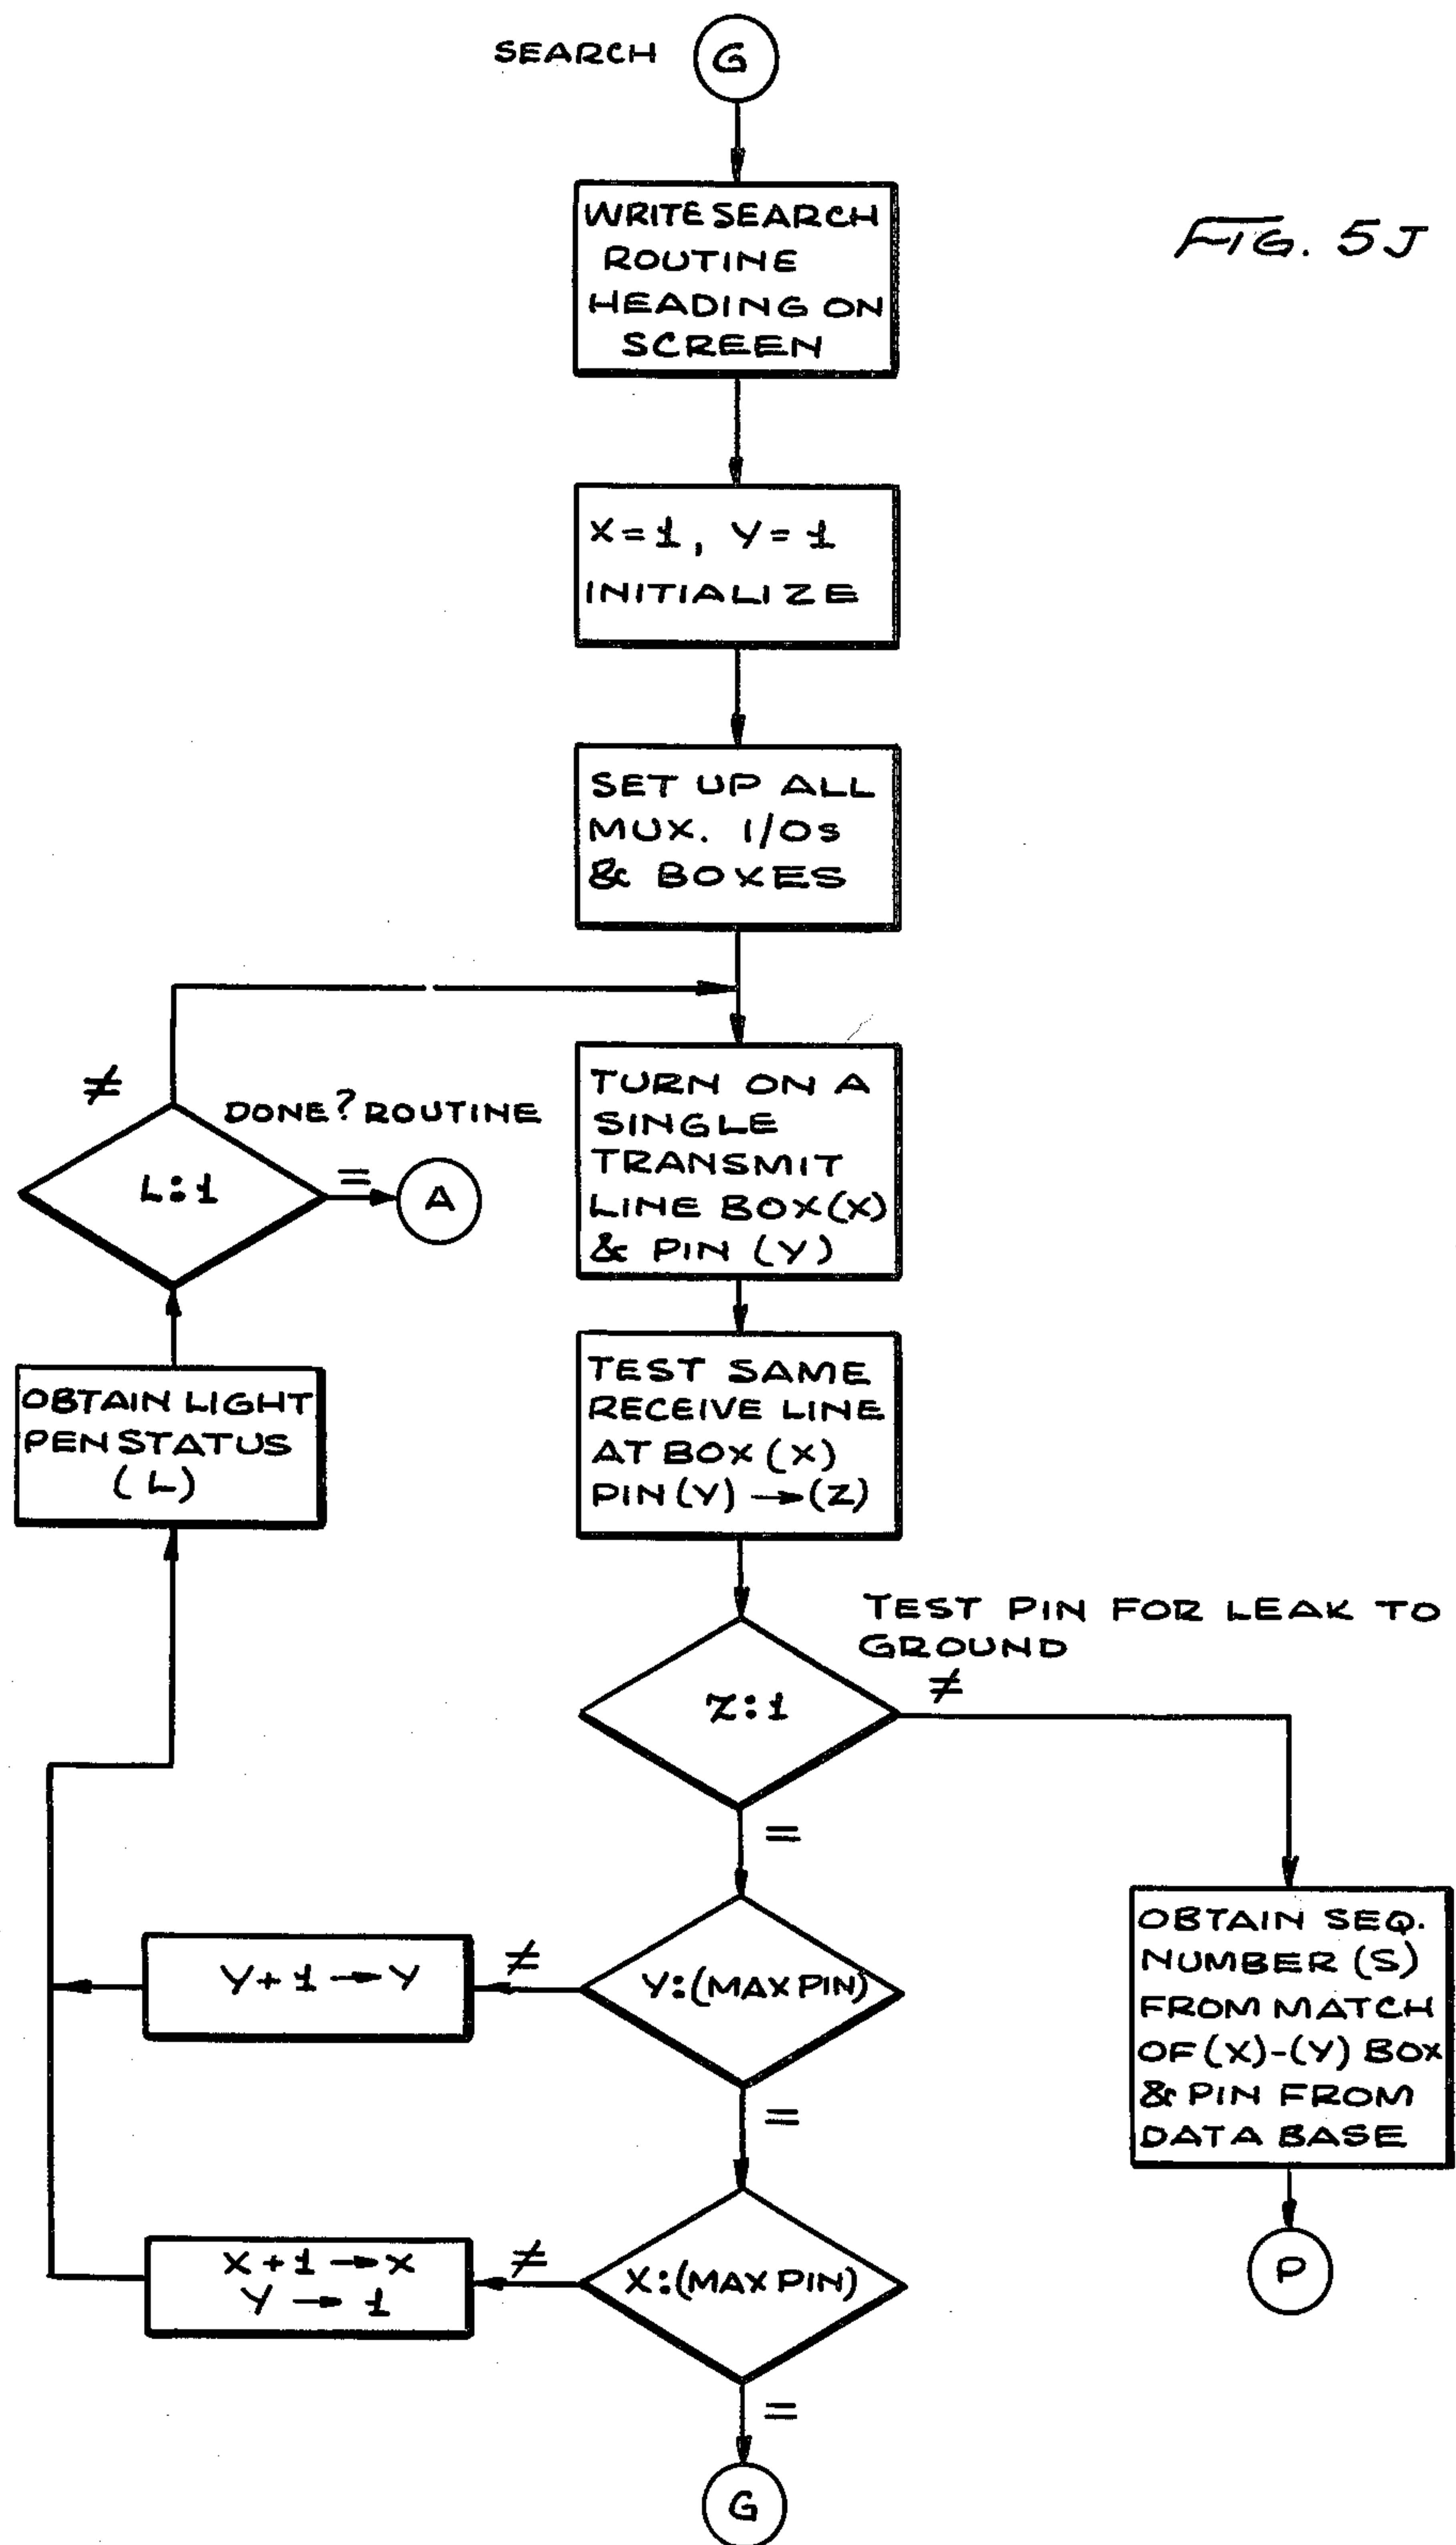 SEARCH G
FIG. 5J
WRITE SEARCH
ROUTINE
HEADING ON
SCREEN
X=1, Y=1
INITIALIZE
SET UP ALL
MUX. I/Os
& BOXES
≠
DONE? ROUTINE
L:1
=
A
TURN ON A
SINGLE
TRANSMIT
LINE BOX(X)
& PIN (Y)
OBTAIN LIGHT
PEN STATUS
(L)
TEST SAME
RECEIVE LINE
AT BOX (X)
PIN(Y)→(Z)
TEST PIN FOR LEAK TO
GROUND
≠
Z:1
=
OBTAIN SEQ.
NUMBER (S)
FROM MATCH
OF(X)-(Y) BOX
& PIN FROM
DATA BASE
P
Y:(MAX PIN)
≠
Y+1→Y
=
X:(MAX PIN)
≠
X+1→X
Y→1
=
G